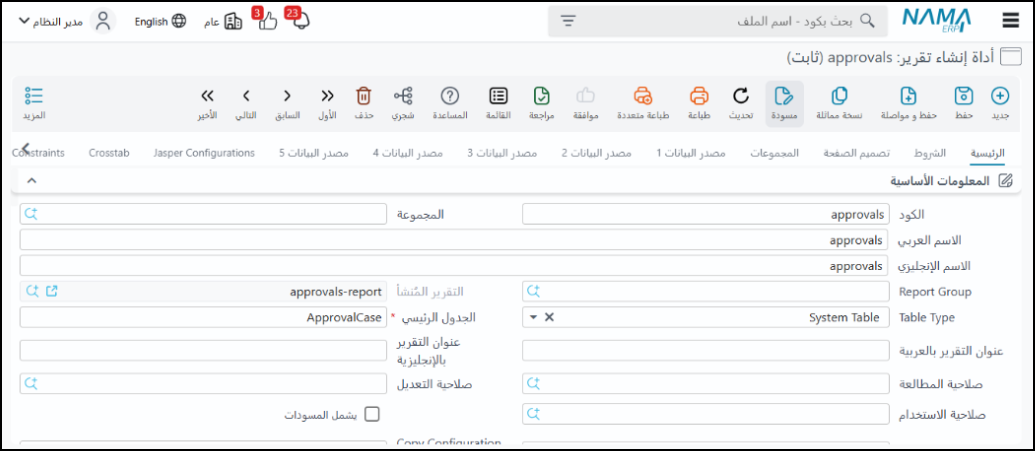 NAMA ERP
بحث بكود - اسم الملف
23
3
عام
English
مدير النظام
أداة إنشاء تقرير: approvals (ثابت)
جديد
حفظ
حفظ و مواصلة
نسخة مماثلة
مسودة
تحديث
طباعة
طباعة متعددة
موافقة
مراجعة
القائمة
المساعدة
شجري
حذف
الأول
السابق
التالي
الأخير
المزيد
الرئيسية
الشروط
تصميم الصفحة
المجموعات
مصدر البيانات 1
مصدر البيانات 2
مصدر البيانات 3
مصدر البيانات 4
مصدر البيانات 5
Jasper Configurations
Crosstab
Constraints
المعلومات الأساسية
الكود approvals
المجموعة
الاسم العربي approvals
الاسم الإنجليزي approvals
Report Group
التقرير المُنشأ approvals-report
Table Type System Table
الجدول الرئيسي * ApprovalCase
عنوان التقرير بالعربية
عنوان التقرير
بالإنجليزية
صلاحية المطالعة
صلاحية التعديل
صلاحية الاستخدام
يشمل المسودات
Copy Configuration